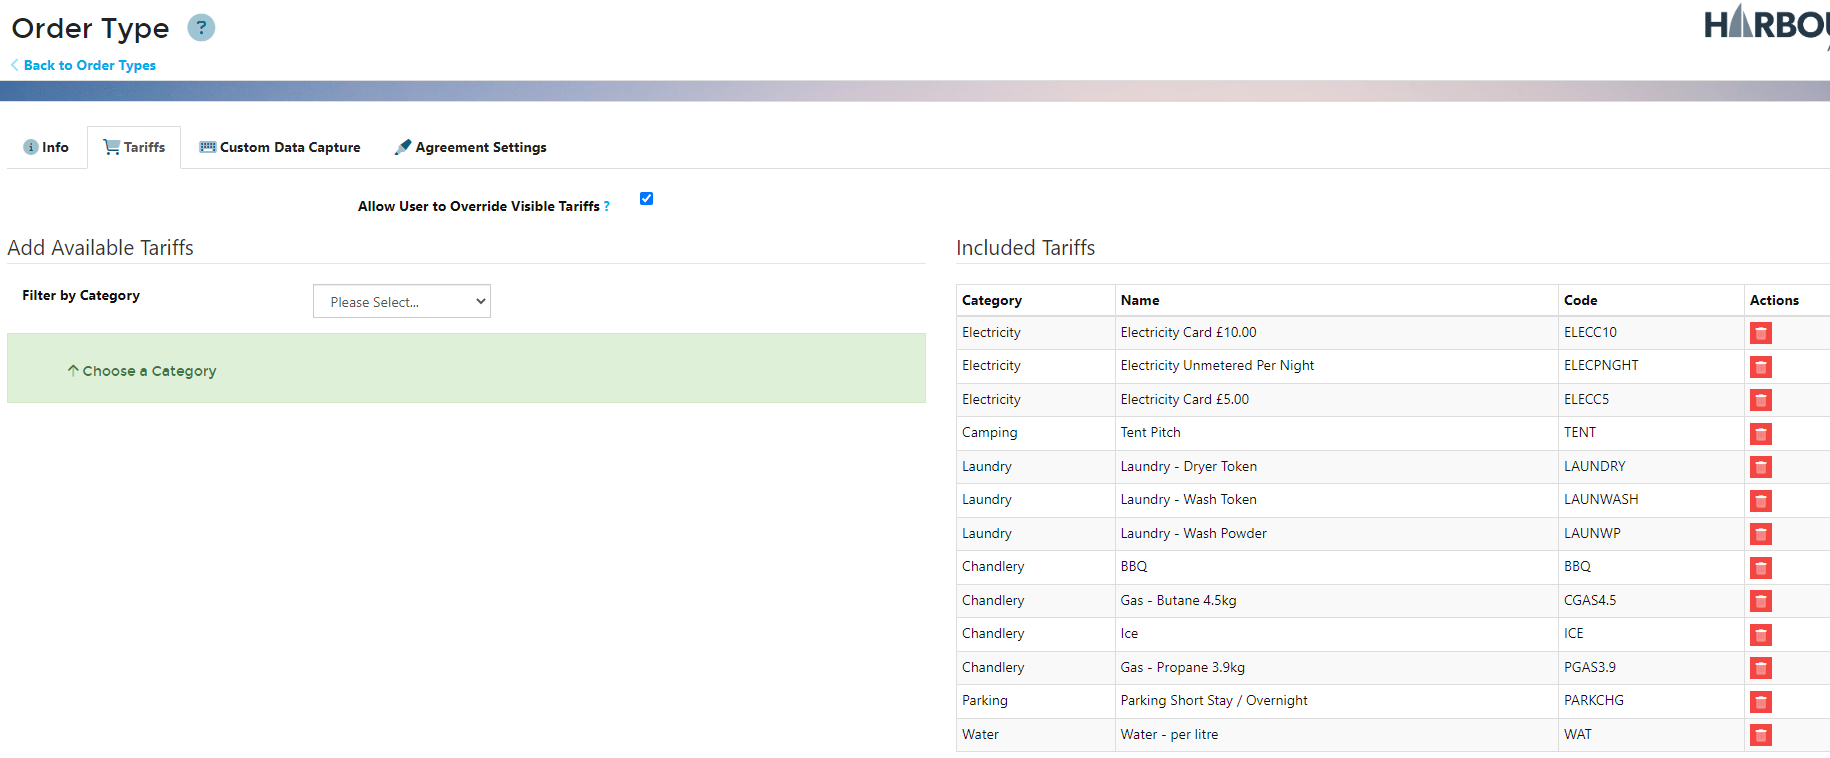 Order Type ?
Back to Order Types
Info Tariffs Custom Data Capture Agreement Settings
Allow User to Override Visible Tariffs ?
Add Available Tariffs
Filter by Category Please Select...
Choose a Category
Included Tariffs
Category Name Code Actions
Electricity Electricity Card £10.00 ELECC10
Electricity Electricity Unmetered Per Night ELECPNGHT
Electricity Electricity Card £5.00 ELECC5
Camping Tent Pitch TENT
Laundry Laundry - Dryer Token LAUNDRY
Laundry Laundry - Wash Token LAUNWASH
Laundry Laundry - Wash Powder LAUNWP
Chandlery BBQ BBQ
Chandlery Gas - Butane 4.5kg CGAS4.5
Chandlery Ice ICE
Chandlery Gas - Propane 3.9kg PGAS3.9
Parking Parking Short Stay / Overnight PARKCHG
Water Water - per litre WAT